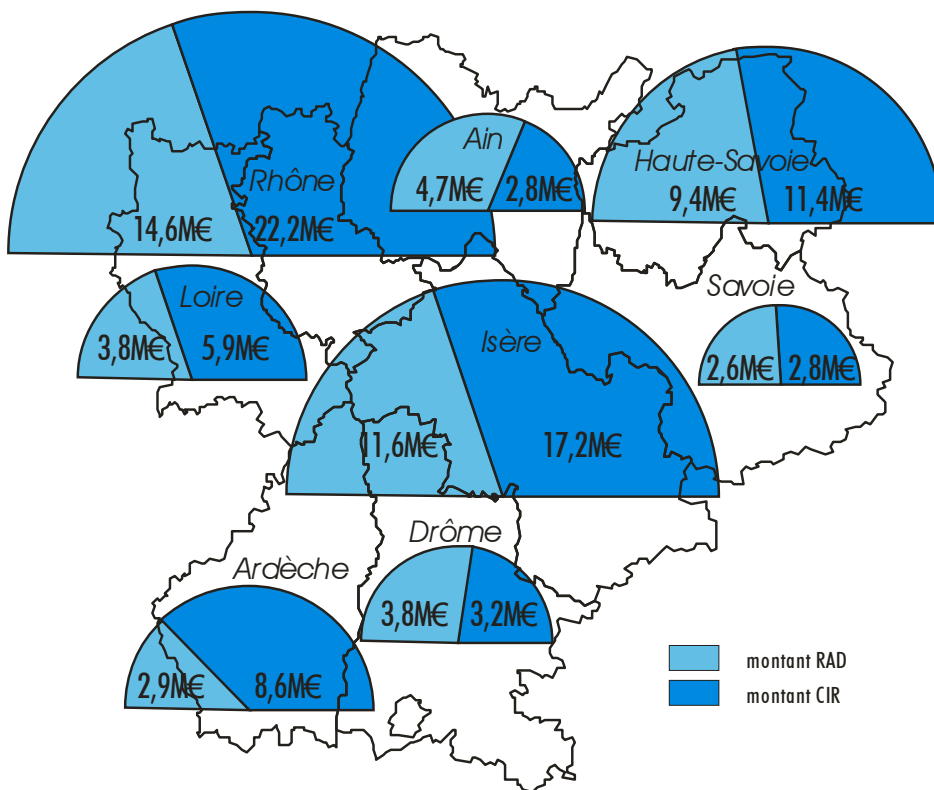 Rhône
14,6M€ 22,2M€
Ain
4,7M€ 2,8M€
Haute-Savoie
9,4M€ 11,4M€
Loire
3,8M€ 5,9M€
Isère
11,6M€ 17,2M€
Savoie
2,6M€ 2,8M€
Drôme
3,8M€ 3,2M€
Ardèche
2,9M€ 8,6M€
montant RAD
montant CIR